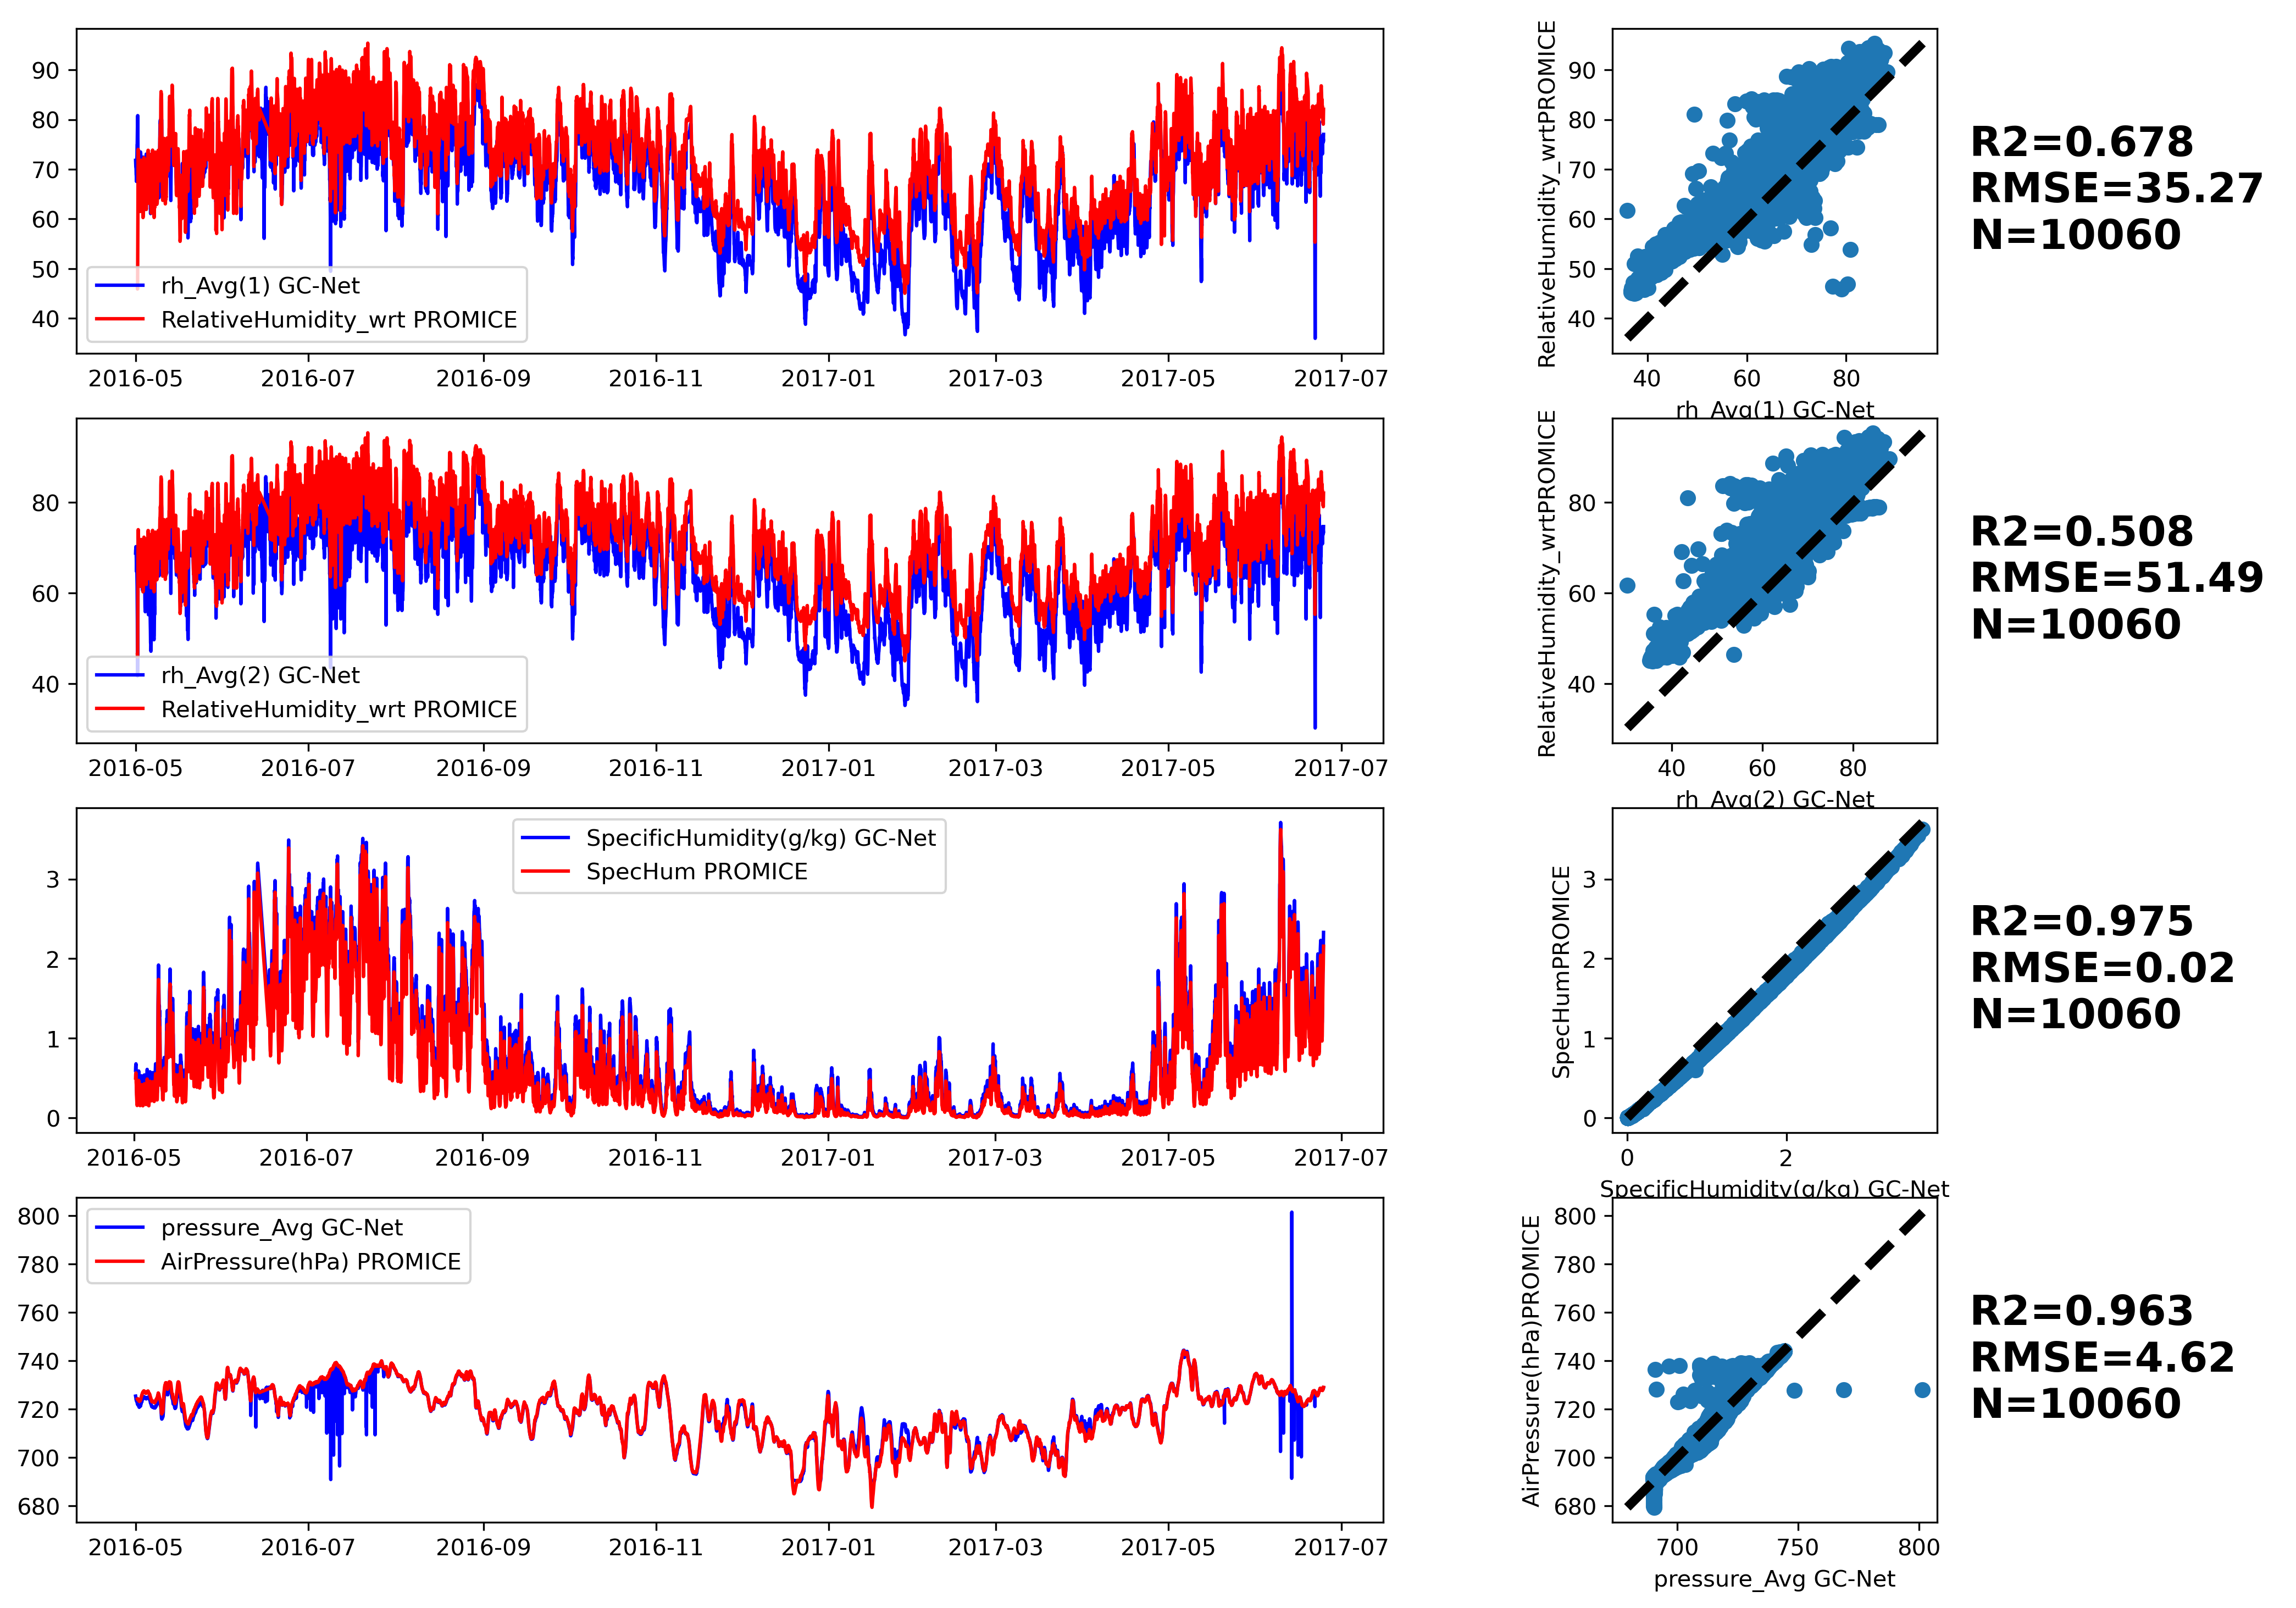 90
80
70
60
50
40
rh_Avg(1) GC-Net
RelativeHumidity_wrt PROMICE
2016-05 2016-07 2016-09 2016-11 2017-01 2017-03 2017-05 2017-07
RelativeHumidity_wrtPROMICE
90
80
70
60
50
40
40 60 80
rh_Avg(1) GC-Net
R2=0.678
RMSE=35.27
N=10060
80
60
40
rh_Avg(2) GC-Net
RelativeHumidity_wrt PROMICE
2016-05 2016-07 2016-09 2016-11 2017-01 2017-03 2017-05 2017-07
RelativeHumidity_wrtPROMICE
80
60
40
40 60 80
rh_Avg(2) GC-Net
R2=0.508
RMSE=51.49
N=10060
3
2
1
0
SpecificHumidity(g/kg) GC-Net
SpecHum PROMICE
2016-05 2016-07 2016-09 2016-11 2017-01 2017-03 2017-05 2017-07
SpecHumPROMICE
3
2
1
0
0 2
SpecificHumidity(g/kg) GC-Net
R2=0.975
RMSE=0.02
N=10060
800
780
760
740
720
700
680
pressure_Avg GC-Net
AirPressure(hPa) PROMICE
2016-05 2016-07 2016-09 2016-11 2017-01 2017-03 2017-05 2017-07
AirPressure(hPa)PROMICE
800
780
760
740
720
700
680
700 750 800
pressure_Avg GC-Net
R2=0.963
RMSE=4.62
N=10060